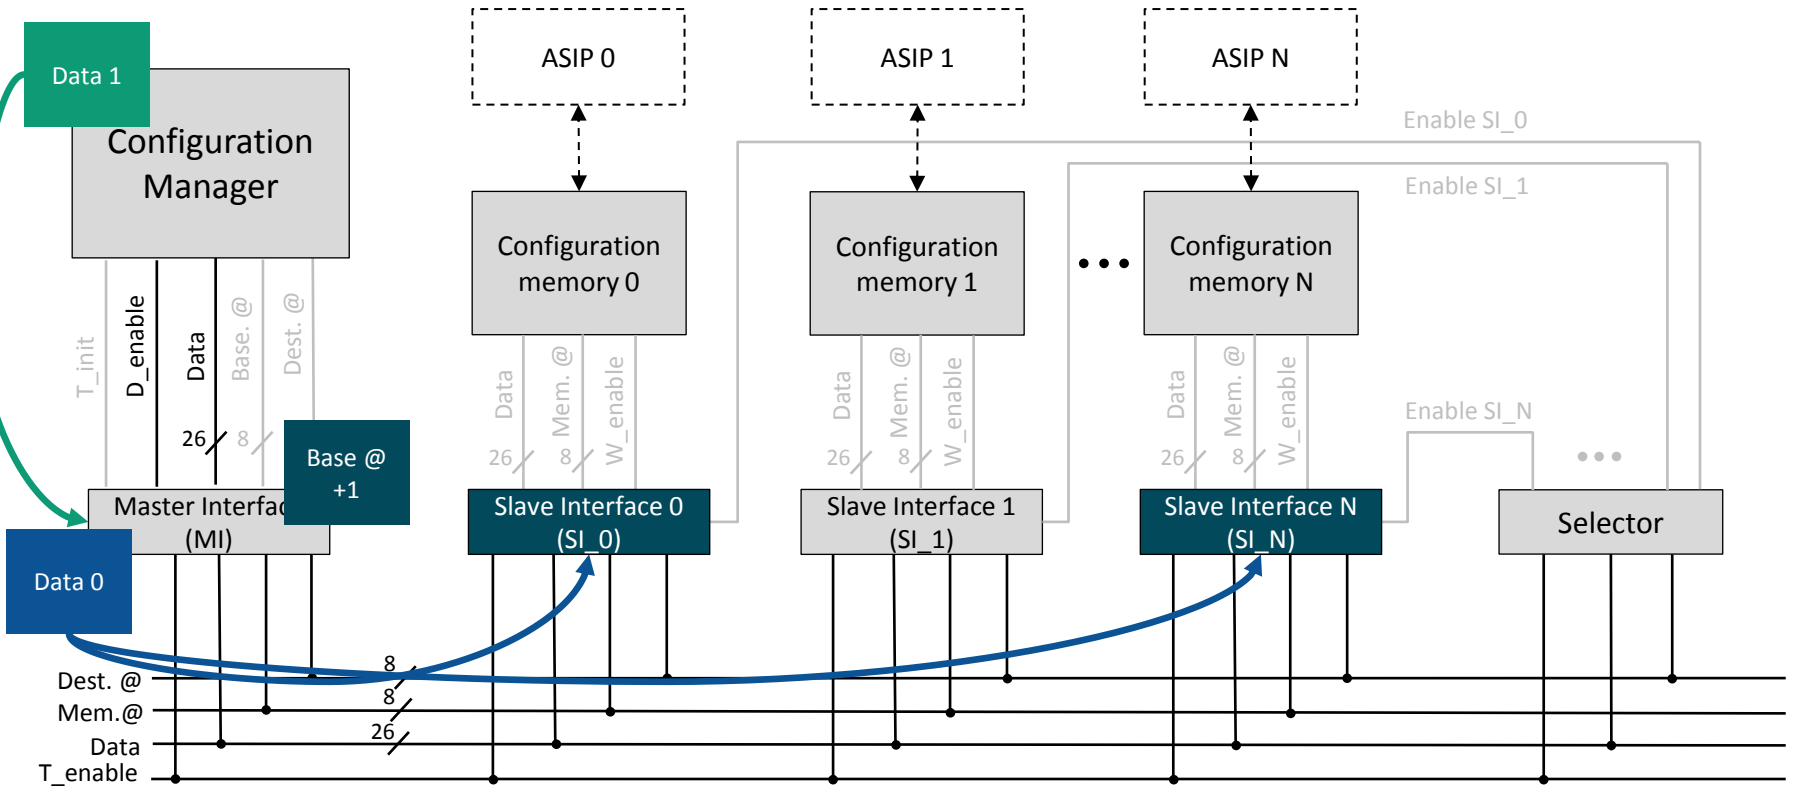 Data 1
Configuration
Manager
ASIP 0
ASIP 1
ASIP N
Enable SI_0
Enable SI_1
Configuration
memory 0
Configuration
memory 1
Configuration
memory N
T_init
D_enable
Data
Base. @
Dest. @
26
8
Data
Mem. @
W_enable
26
8
Data
Mem. @
W_enable
26
8
Data
Mem. @
W_enable
26
8
Enable SI_N
Base @
+1
Master Interfac
(MI)
Slave Interface 0
(SI_0)
Slave Interface 1
(SI_1)
Slave Interface N
(SI_N)
Selector
Data 0
Dest. @
8
Mem.@
8
Data
26
T_enable